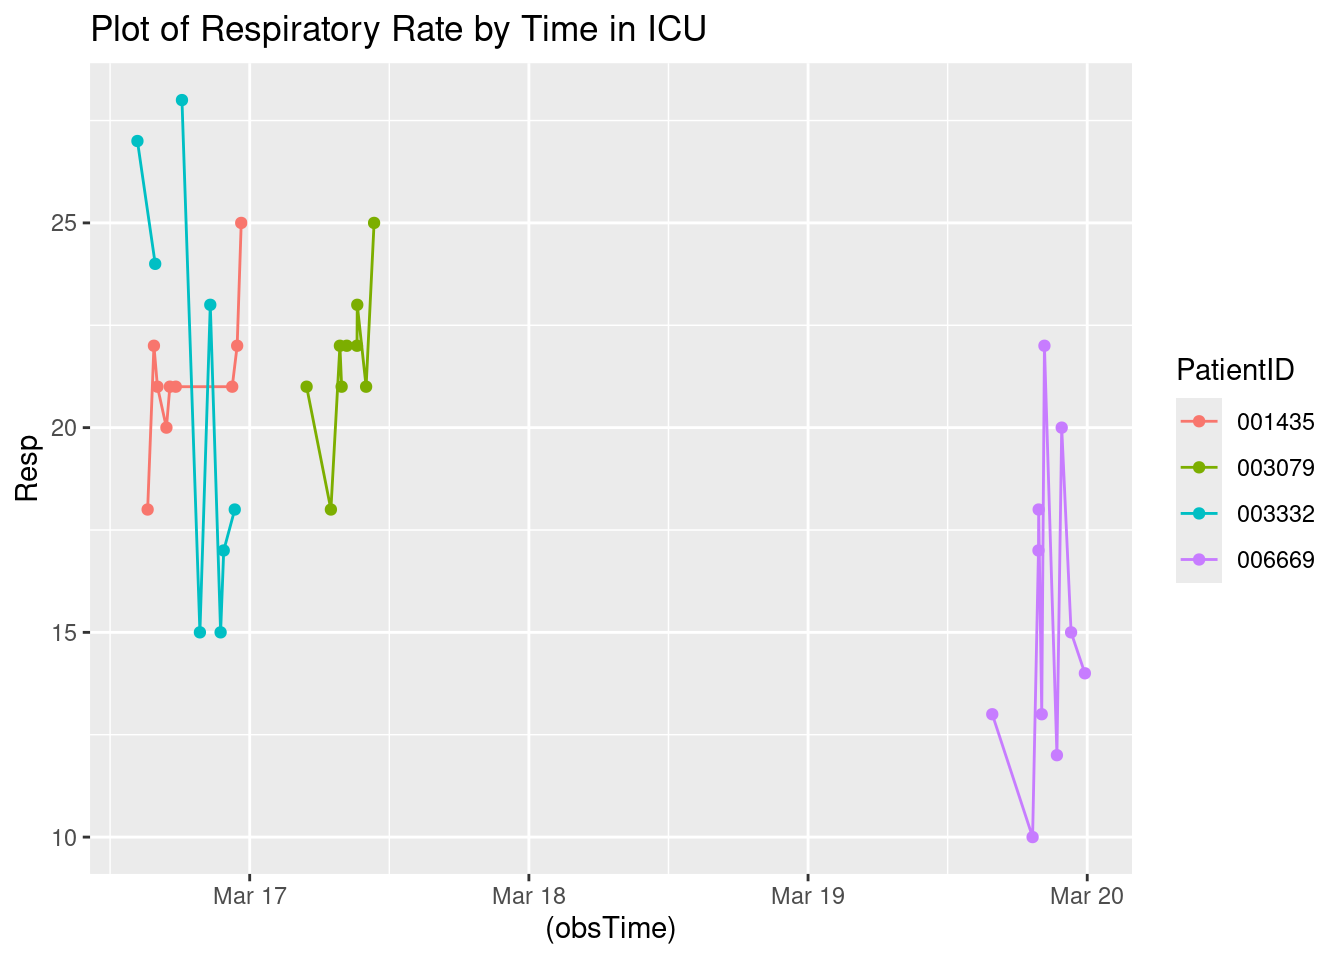 Plot of Respiratory Rate by Time in ICU
25
20
15
10
Resp
Mar 17
Mar 18
Mar 19
Mar 20
(obsTime)
PatientID
001435
003079
003332
006669